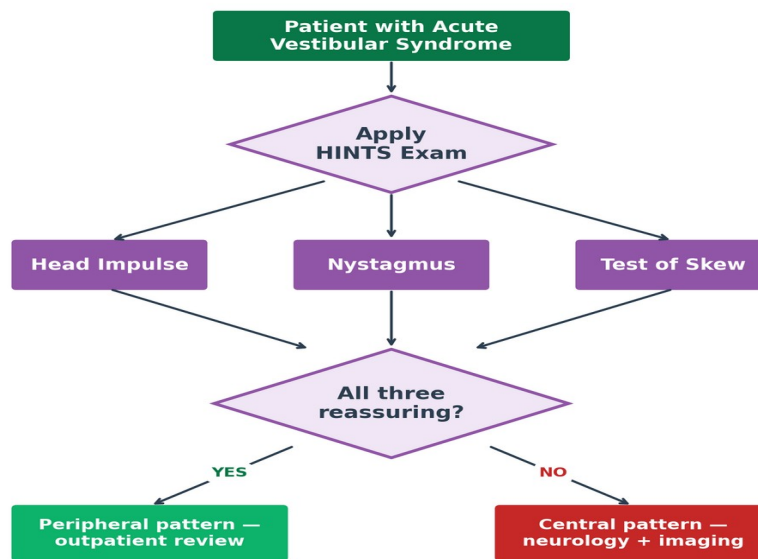 Patient with Acute
Vestibular Syndrome
Apply
HINTS Exam
Head Impulse
Nystagmus
Test of Skew
All three
reassuring?
YES
NO
Peripheral pattern —
outpatient review
Central pattern —
neurology + imaging